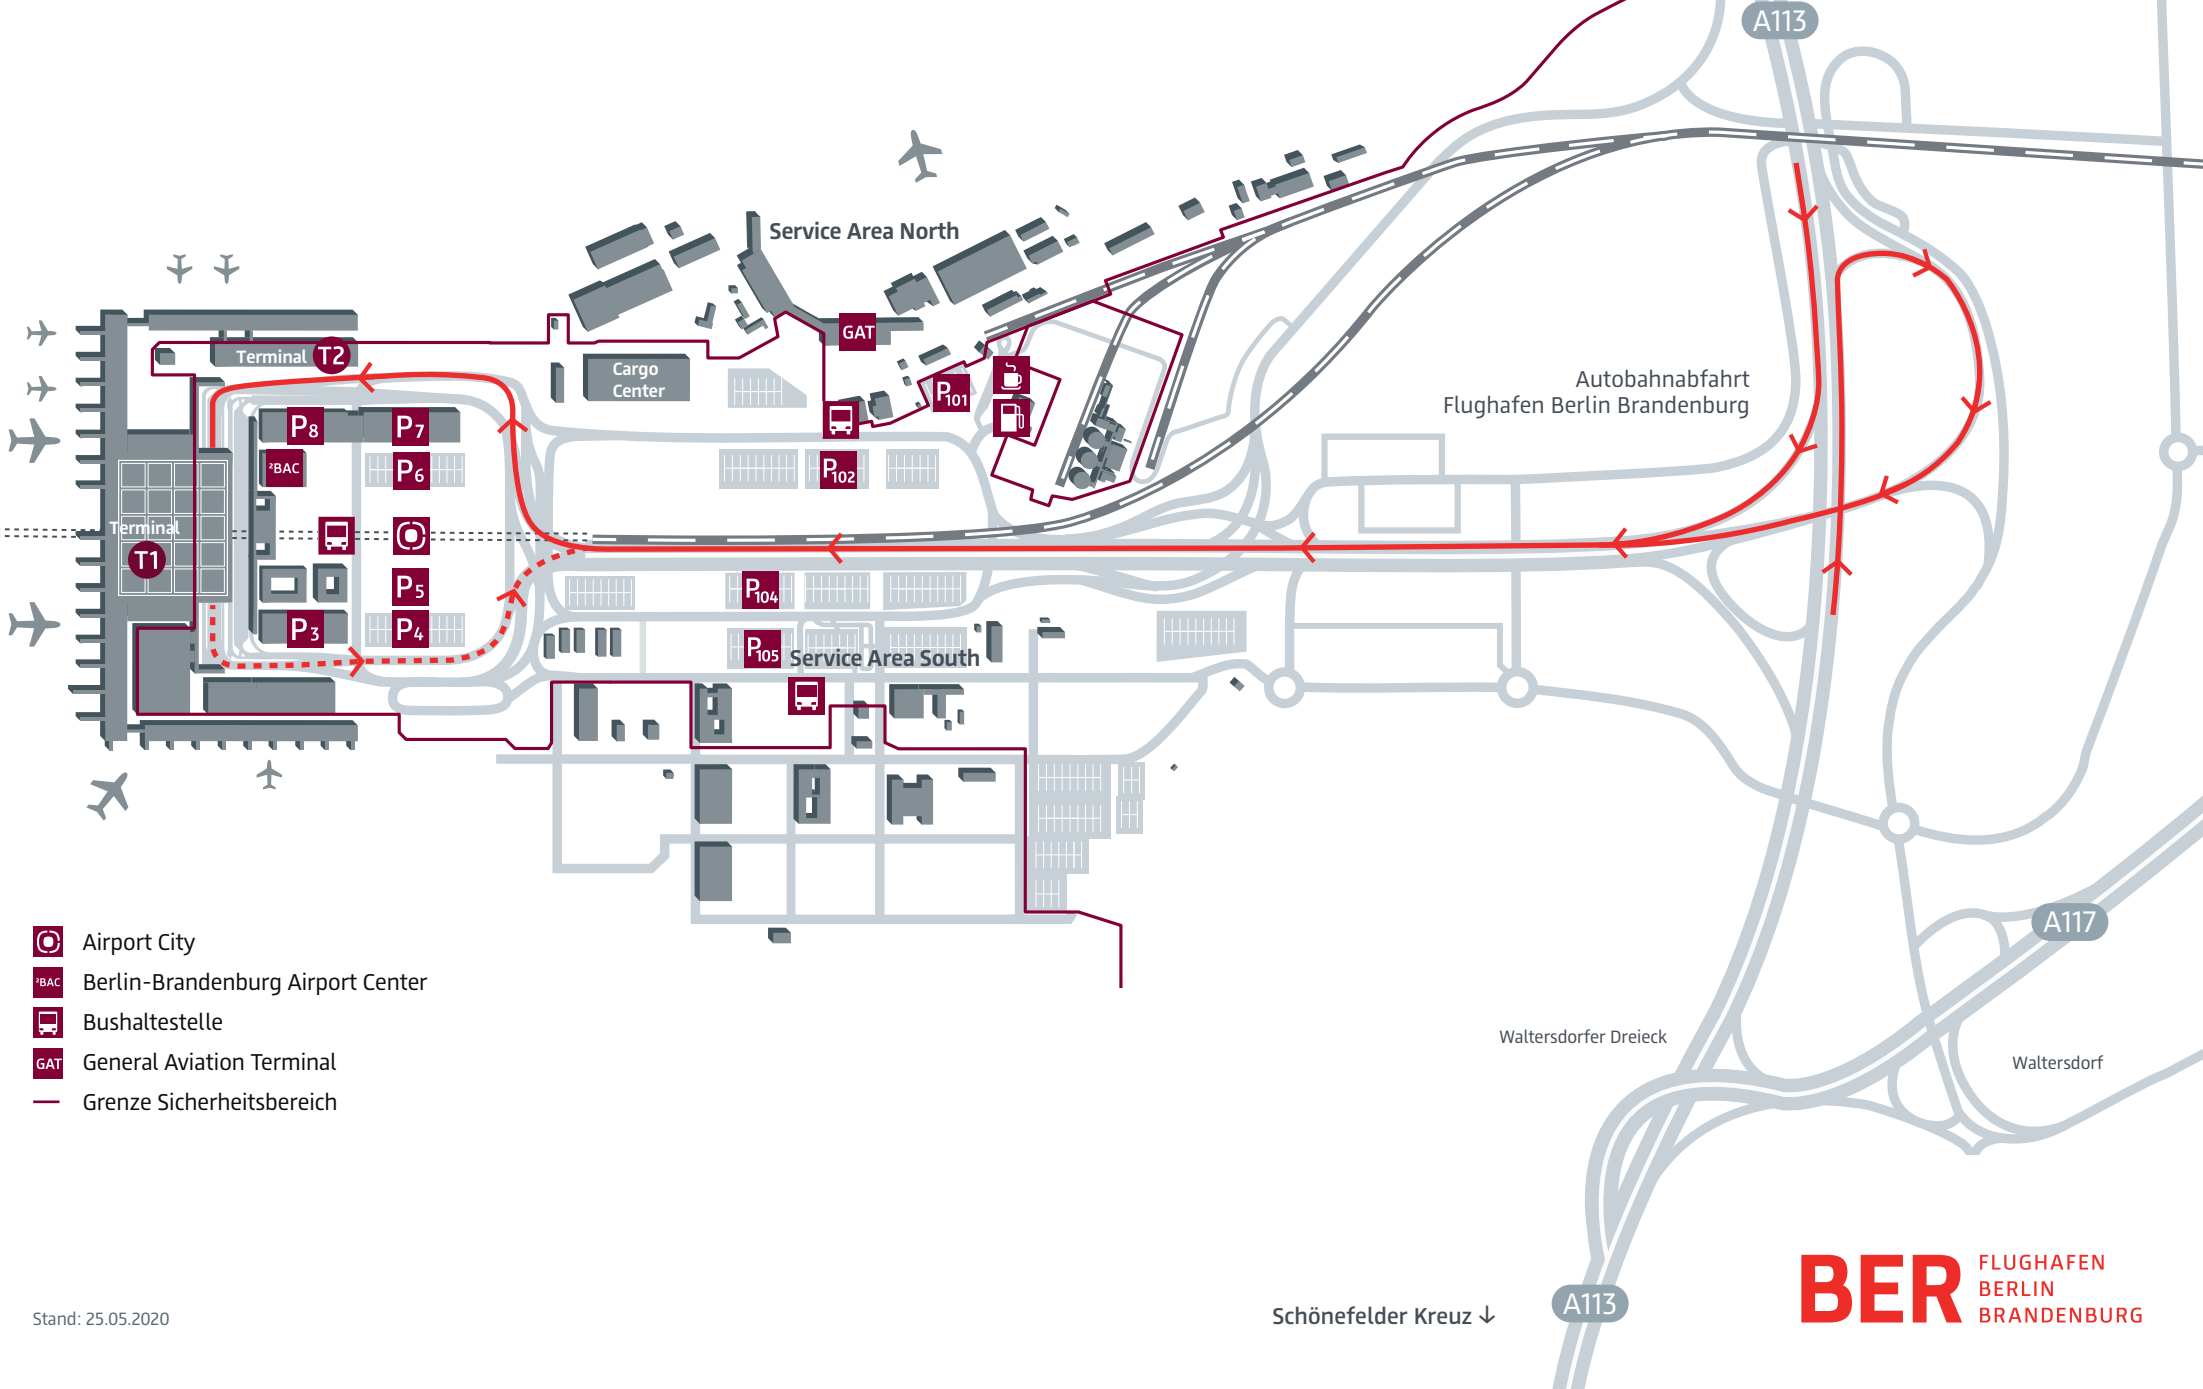 A113
Service Area North
GAT
Terminal T2
Cargo
Center
P101
Autobahnabfahrt
Flughafen Berlin Brandenburg
P8
P7
²BAC
P6
P102
Terminal
T1
P5
P104
P3
P4
P105
Service Area South
A117
Airport City
²BAC Berlin-Brandenburg Airport Center
Bushaltestelle
GAT General Aviation Terminal
Grenze Sicherheitsbereich
Waltersdorfer Dreieck
Waltersdorf
Stand: 25.05.2020
Schönefelder Kreuz ↓
A113
BER
FLUGHAFEN
BERLIN
BRANDENBURG